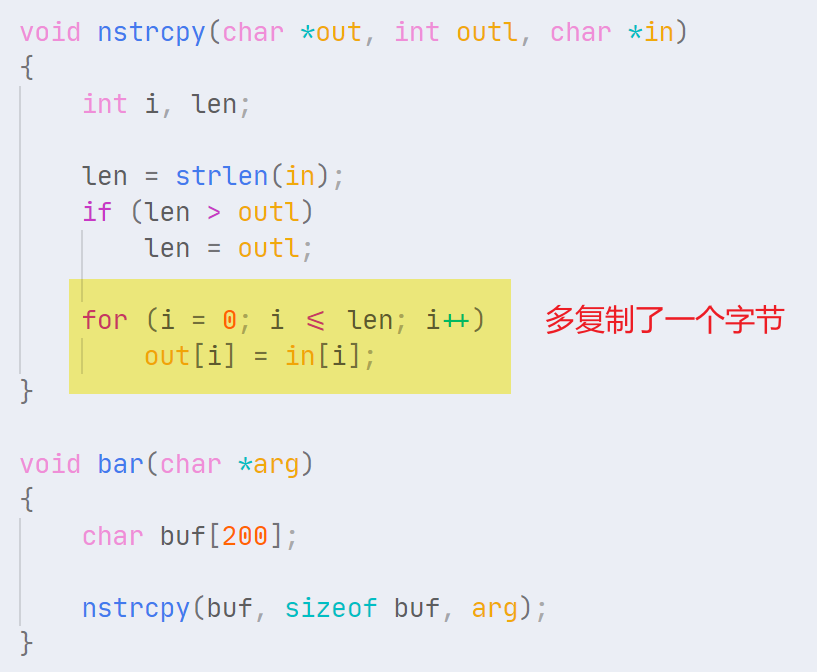 void nstrcpy(char *out, int outl, char *in)
{
    int i, len;
    len = strlen(in);
    if (len > outl)
        len = outl;
    for (i = 0; i ≤ len; i++) 多复制了一个字节
        out[i] = in[i];
}
void bar(char *arg)
{
    char buf[200];
    nstrcpy(buf, sizeof buf, arg);
}